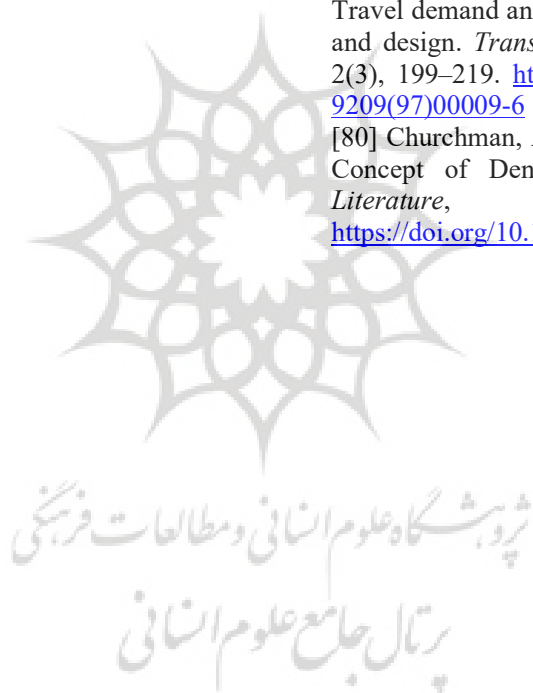 Travel demand an
and design. Trans
2(3), 199–219. ht
9209(97)00009-6
[80] Churchman, A
Concept of Den
Literature,
https://doi.org/10.1
پژوهشگاه علوم انسانی و مطالعات فرهنگی
پرتال جامع علوم انسانی